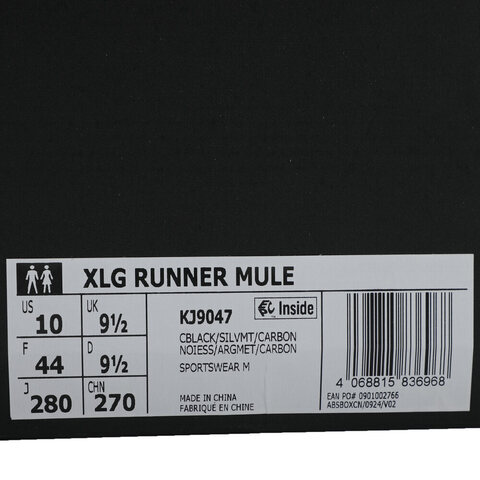 XLG RUNNER MULE
US 10 UK 9½
F 44 D 9½
J 280 CHN 270
KJ9047
Inside
CBLACK/SILVMT/CARBON
NOIESS/ARGMET/CARBON
SPORTSWEAR M
MADE IN CHINA
FABRIQUÉ EN CHINE
4 068815 836968
EAN PO# 0901002766
ABSBOXCN/0924/V02